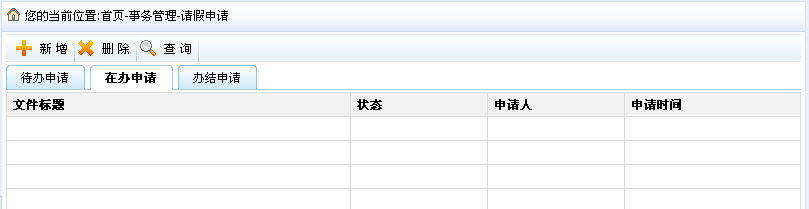 您的当前位置:首页-事务管理-请假申请
新 增 删 除 查 询
待办申请 在办申请 办结申请
文件标题 状态 申请人 申请时间